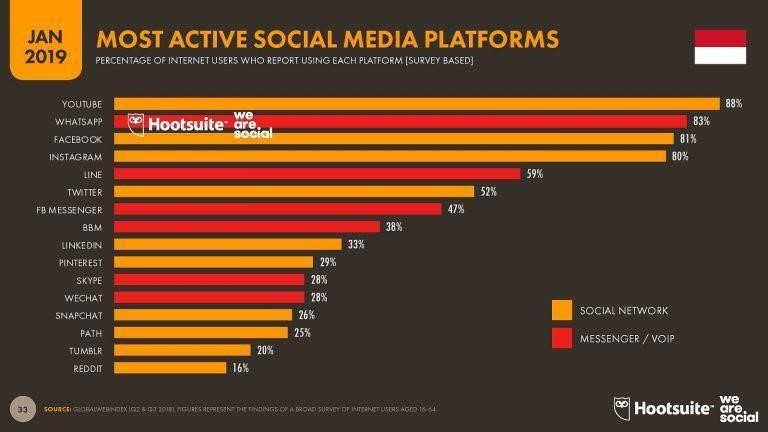 JAN
2019
MOST ACTIVE SOCIAL MEDIA PLATFORMS
PERCENTAGE OF INTERNET USERS WHO REPORT USING EACH PLATFORM [SURVEY BASED]
YOUTUBE 88%
WHATSAPP 83%
Hootsuite™ we are social
FACEBOOK 81%
INSTAGRAM 80%
LINE 59%
TWITTER 52%
FB MESSENGER 47%
BBM 38%
LINKEDIN 33%
PINTEREST 29%
SKYPE 28%
WECHAT 28%
SNAPCHAT 26%
PATH 25%
TUMBLR 20%
REDDIT 16%
SOCIAL NETWORK
MESSENGER / VOIP
33 SOURCE: GLOBALWEBINDEX (Q2 & Q3 2018). FIGURES REPRESENT THE FINDINGS OF A BROAD SURVEY OF INTERNET USERS AGED 16-64.
Hootsuite™ we are social